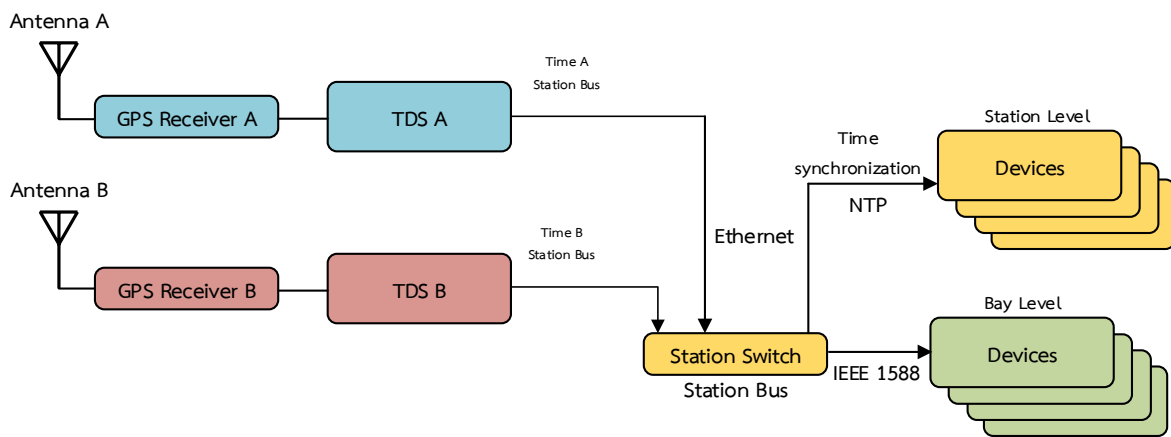 Antenna A
GPS Receiver A
TDS A
Time A
Station Bus
Antenna B
GPS Receiver B
TDS B
Time B
Station Bus
Ethernet
Station Switch
Station Bus
Time
synchronization
NTP
IEEE 1588
Station Level
Devices
Bay Level
Devices